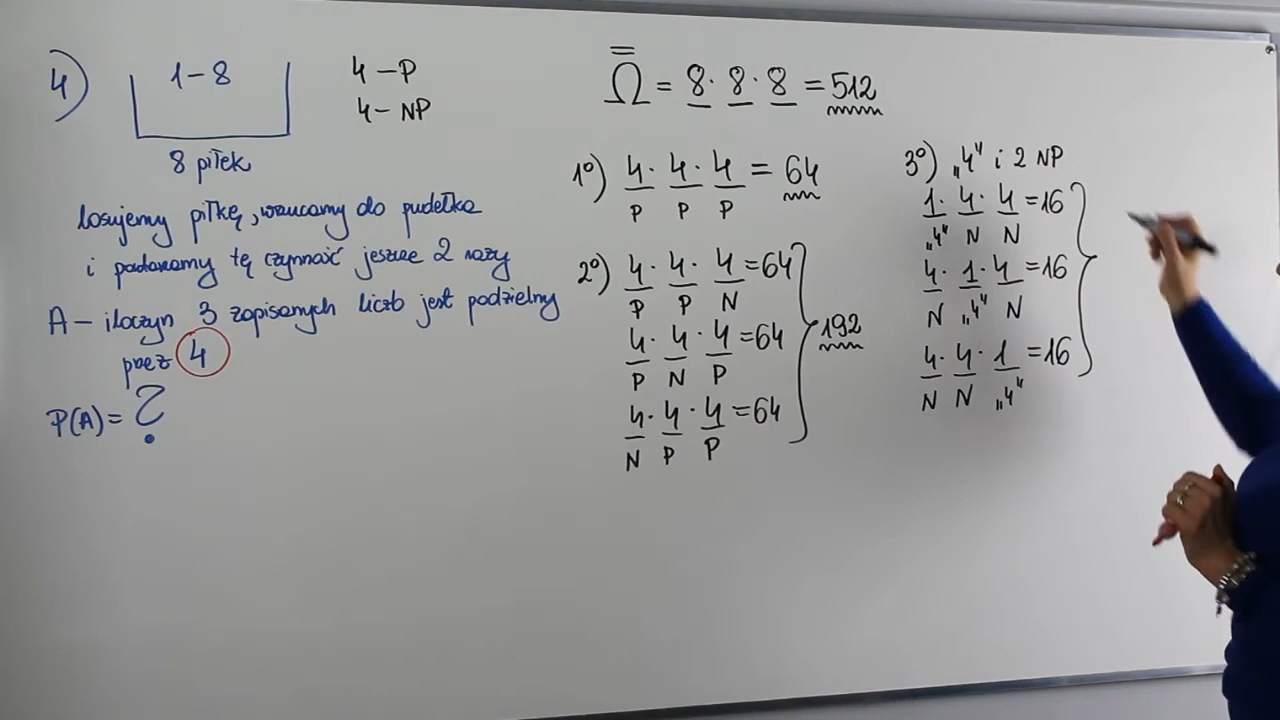 4)
1-8
8 piłek
4 - P
4 - NP
losujemy piłkę, wrzucamy do pudełka
i powtarzamy tę czynność jeszcze 2 razy
A - iloczyn 3 zapisanych liczb jest podzielny
przez 4
P(A) = ?
Ω̿ = 8 · 8 · 8 = 512
1°) 4 · 4 · 4 = 64
P P P
2°) 4 · 4 · 4 = 64
P P N
4 · 4 · 4 = 64
P N P
4 · 4 · 4 = 64
N P P
192
3°) „4" i 2 NP
1 · 4 · 4 = 16
„4" N N
4 · 1 · 4 = 16
N „4" N
4 · 4 · 1 = 16
N N „4"